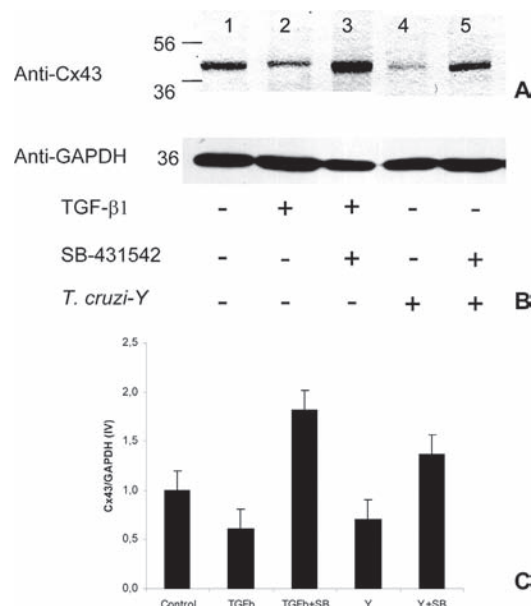 1 2 3 4 5
56
Anti-Cx43
36
A
Anti-GAPDH 36
TGF-β1 - + + - -
SB-431542 - - + - +
T. cruzi-Y - - - + + B
2,5
2,0
1,5
1,0
0,5
0,0
Cx43/GAPDH (IV)
Control TGFb TGFb+SB Y Y+SB
C